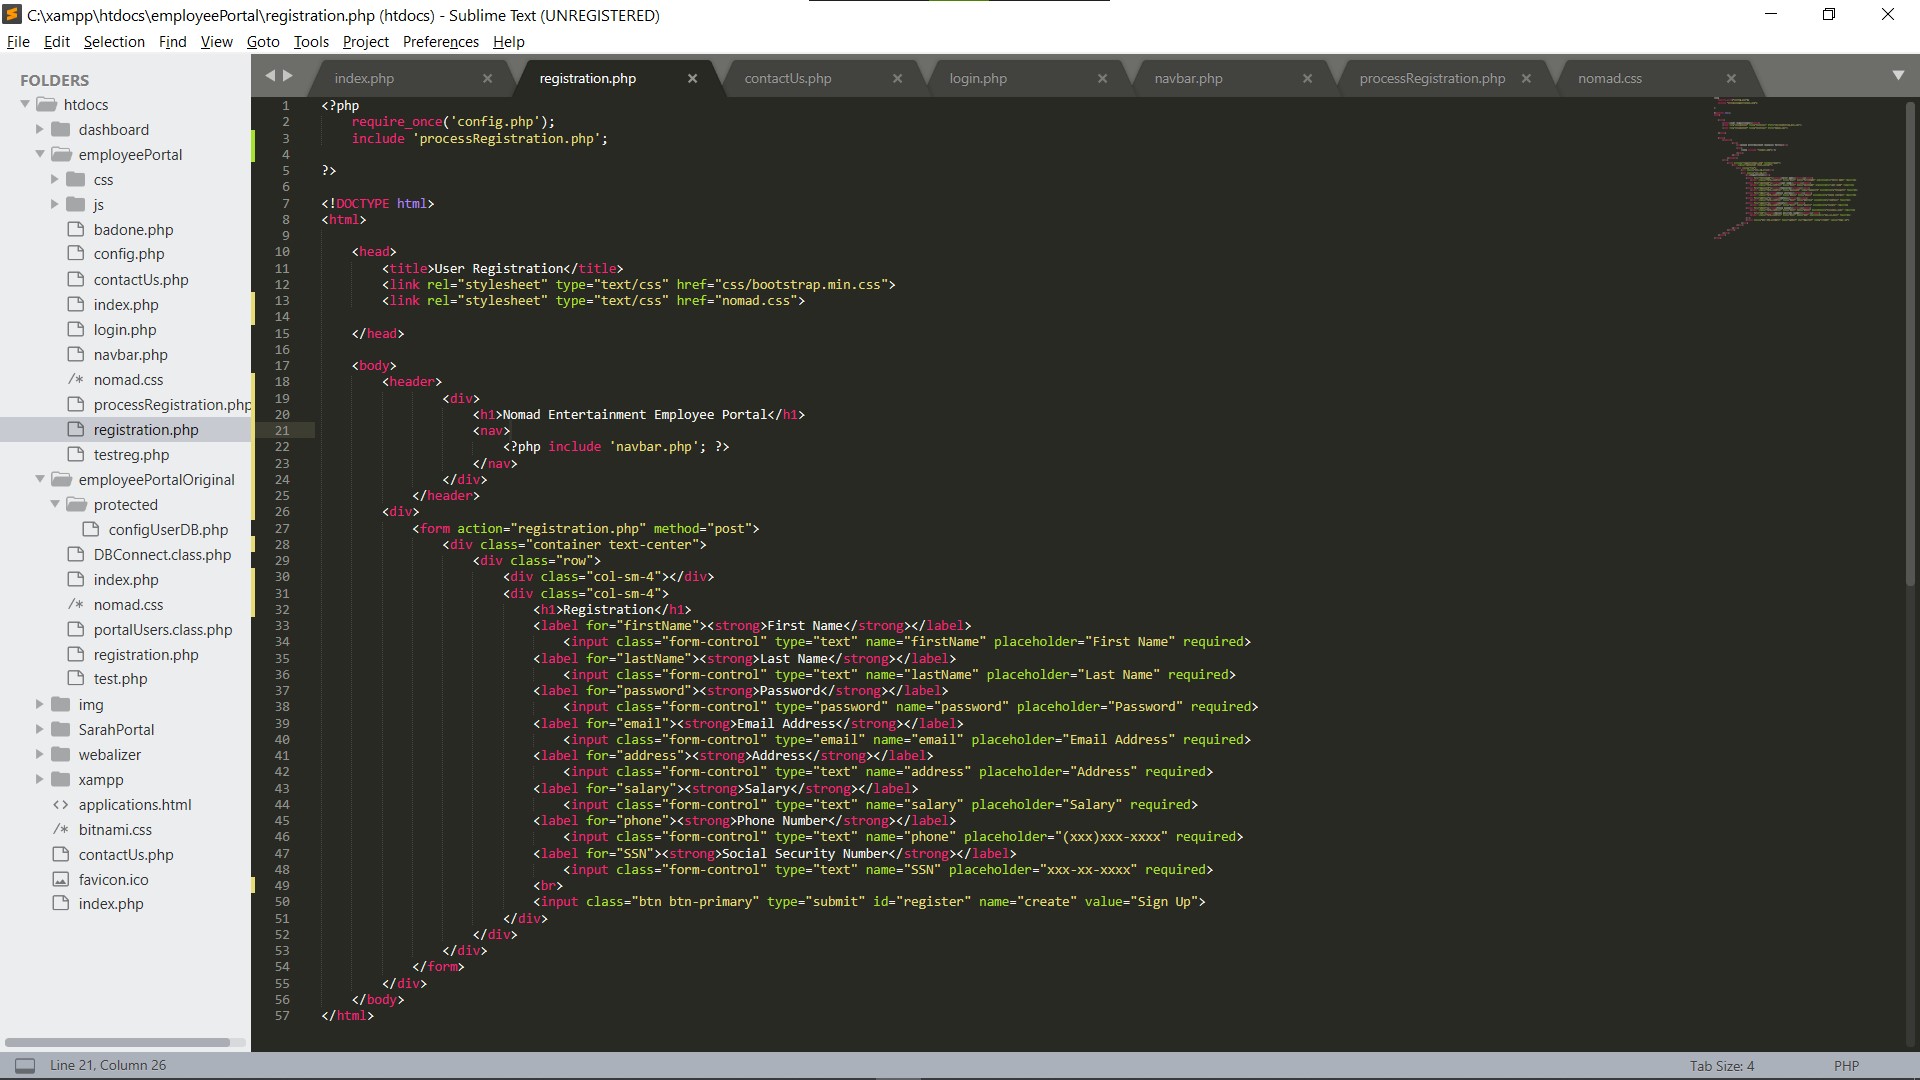 C:\xampp\htdocs\employeePortal\registration.php (htdocs) - Sublime Text (UNREGISTERED)
File Edit Selection Find View Goto Tools Project Preferences Help
FOLDERS
htdocs
dashboard
employeePortal
css
js
badone.php
config.php
contactUs.php
index.php
login.php
navbar.php
/* nomad.css
processRegistration.php
registration.php
testreg.php
employeePortalOriginal
protected
configUserDB.php
DBConnect.class.php
index.php
/* nomad.css
portalUsers.class.php
registration.php
test.php
img
SarahPortal
webalizer
xampp
<> applications.html
/* bitnami.css
contactUs.php
favicon.ico
index.php
index.php registration.php contactUs.php login.php navbar.php processRegistration.php nomad.css
1 <?php
2 require_once('config.php');
3 include 'processRegistration.php';
4
5 ?>
6
7 <!DOCTYPE html>
8 <html>
9
10 <head>
11 <title>User Registration</title>
12 <link rel="stylesheet" type="text/css" href="css/bootstrap.min.css">
13 <link rel="stylesheet" type="text/css" href="nomad.css">
14
15 </head>
16
17 <body>
18 <header>
19 <div>
20 <h1>Nomad Entertainment Employee Portal</h1>
21 <nav>
22 <?php include 'navbar.php'; ?>
23 </nav>
24 </div>
25 </header>
26 <div>
27 <form action="registration.php" method="post">
28 <div class="container text-center">
29 <div class="row">
30 <div class="col-sm-4"></div>
31 <div class="col-sm-4">
32 <h1>Registration</h1>
33 <label for="firstName"><strong>First Name</strong></label>
34 <input class="form-control" type="text" name="firstName" placeholder="First Name" required>
35 <label for="lastName"><strong>Last Name</strong></label>
36 <input class="form-control" type="text" name="lastName" placeholder="Last Name" required>
37 <label for="password"><strong>Password</strong></label>
38 <input class="form-control" type="password" name="password" placeholder="Password" required>
39 <label for="email"><strong>Email Address</strong></label>
40 <input class="form-control" type="email" name="email" placeholder="Email Address" required>
41 <label for="address"><strong>Address</strong></label>
42 <input class="form-control" type="text" name="address" placeholder="Address" required>
43 <label for="salary"><strong>Salary</strong></label>
44 <input class="form-control" type="text" name="salary" placeholder="Salary" required>
45 <label for="phone"><strong>Phone Number</strong></label>
46 <input class="form-control" type="text" name="phone" placeholder="(xxx)xxx-xxxx" required>
47 <label for="SSN"><strong>Social Security Number</strong></label>
48 <input class="form-control" type="text" name="SSN" placeholder="xxx-xx-xxxx" required>
49 <br>
50 <input class="btn btn-primary" type="submit" id="register" name="create" value="Sign Up">
51 </div>
52 </div>
53 </div>
54 </form>
55 </div>
56 </body>
57 </html>
Line 21, Column 26
Tab Size: 4
PHP